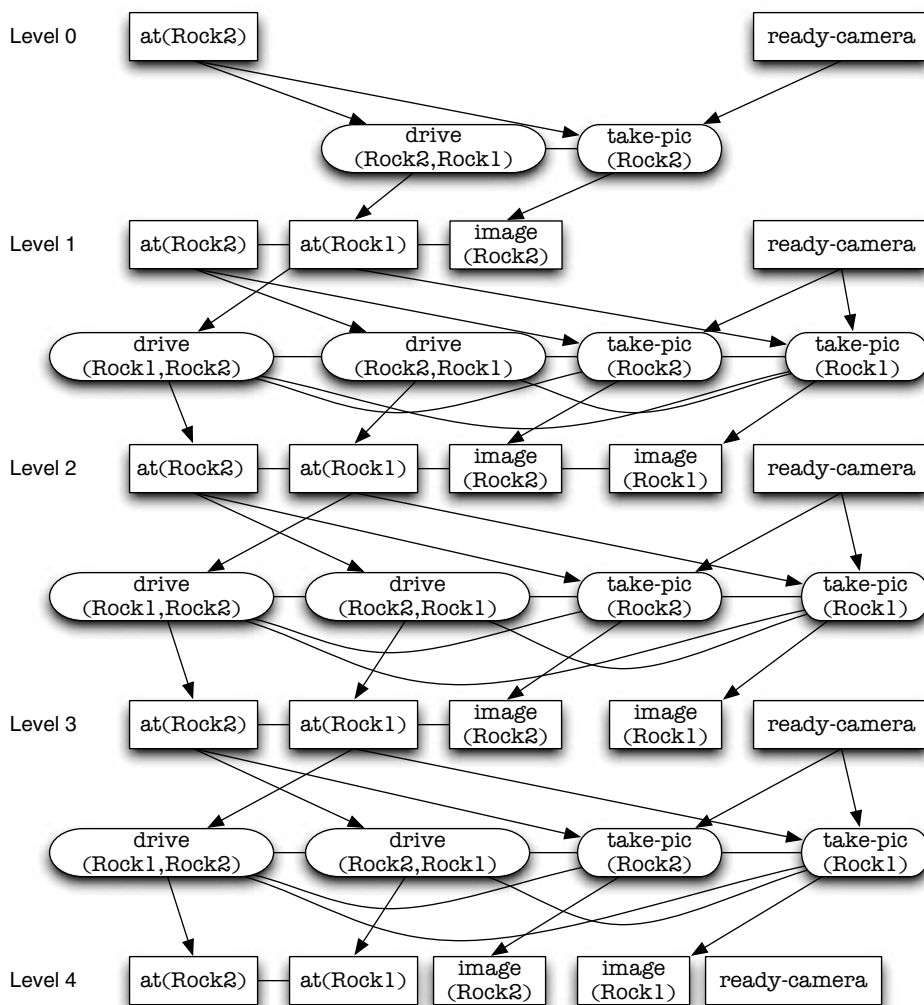 Level 0
at(Rock2)
ready-camera
drive
(Rock2,Rock1)
take-pic
(Rock2)
Level 1
at(Rock2)
at(Rock1)
image
(Rock2)
ready-camera
drive
(Rock1,Rock2)
drive
(Rock2,Rock1)
take-pic
(Rock2)
take-pic
(Rock1)
Level 2
at(Rock2)
at(Rock1)
image
(Rock2)
image
(Rock1)
ready-camera
drive
(Rock1,Rock2)
drive
(Rock2,Rock1)
take-pic
(Rock2)
take-pic
(Rock1)
Level 3
at(Rock2)
at(Rock1)
image
(Rock2)
image
(Rock1)
ready-camera
drive
(Rock1,Rock2)
drive
(Rock2,Rock1)
take-pic
(Rock2)
take-pic
(Rock1)
Level 4
at(Rock2)
at(Rock1)
image
(Rock2)
image
(Rock1)
ready-camera